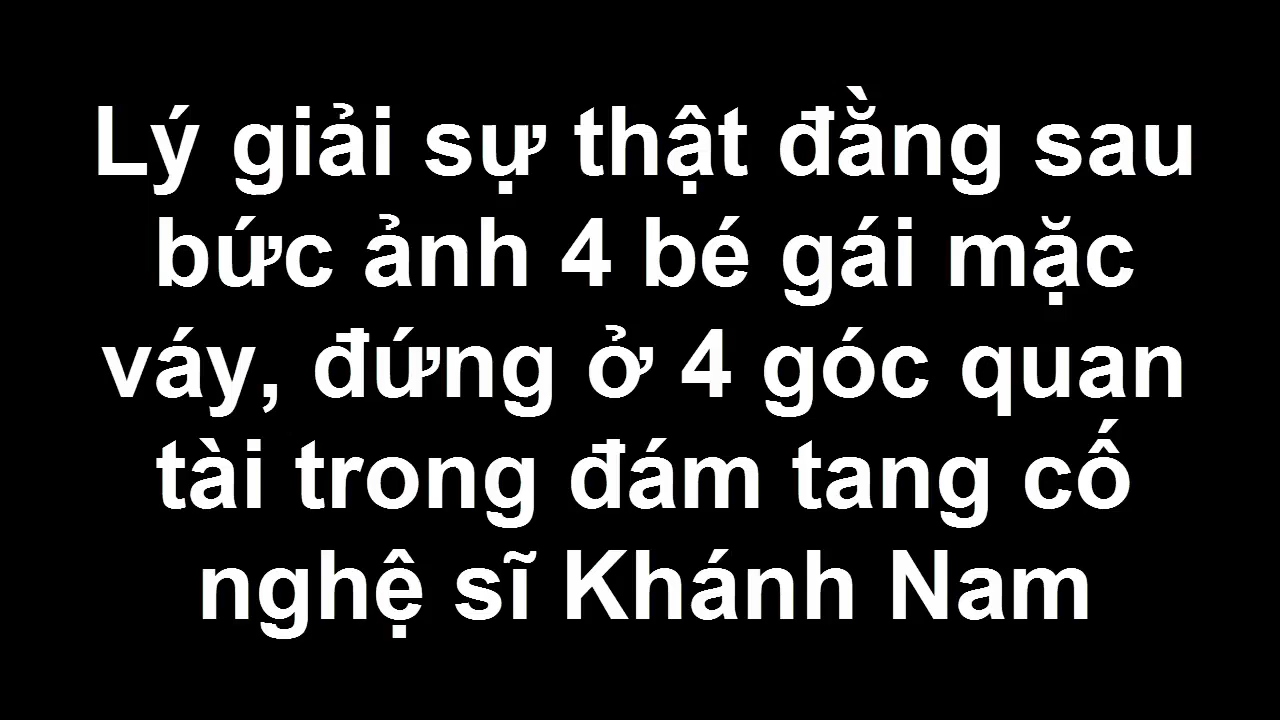 Lý giải sự thật đằng sau
bức ảnh 4 bé gái mặc
váy, đứng ở 4 góc quan
tài trong đám tang cố
nghệ sĩ Khánh Nam